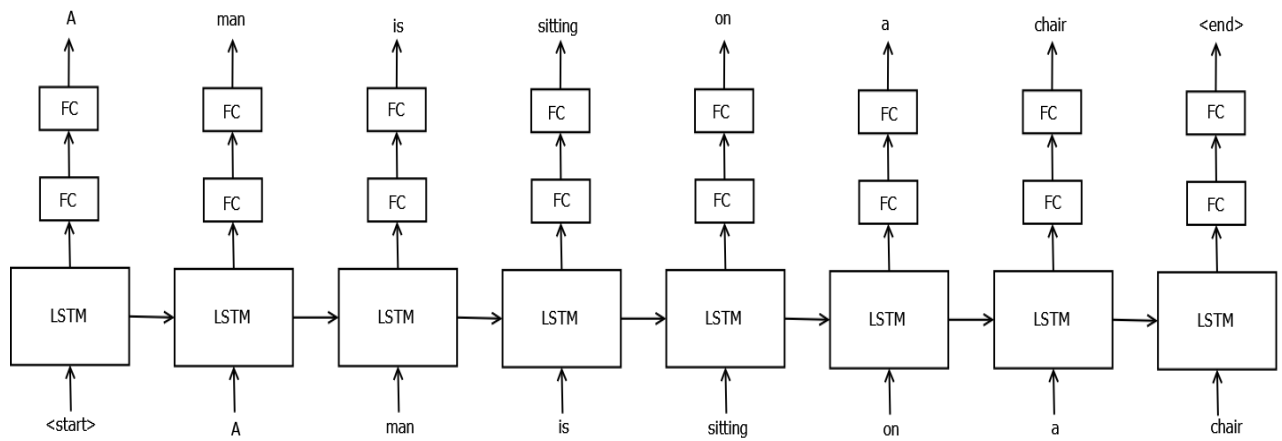 A man is sitting on a chair <end>
FC FC FC FC FC FC FC FC
FC FC FC FC FC FC FC FC
LSTM LSTM LSTM LSTM LSTM LSTM LSTM LSTM
<start> A man is sitting on a chair